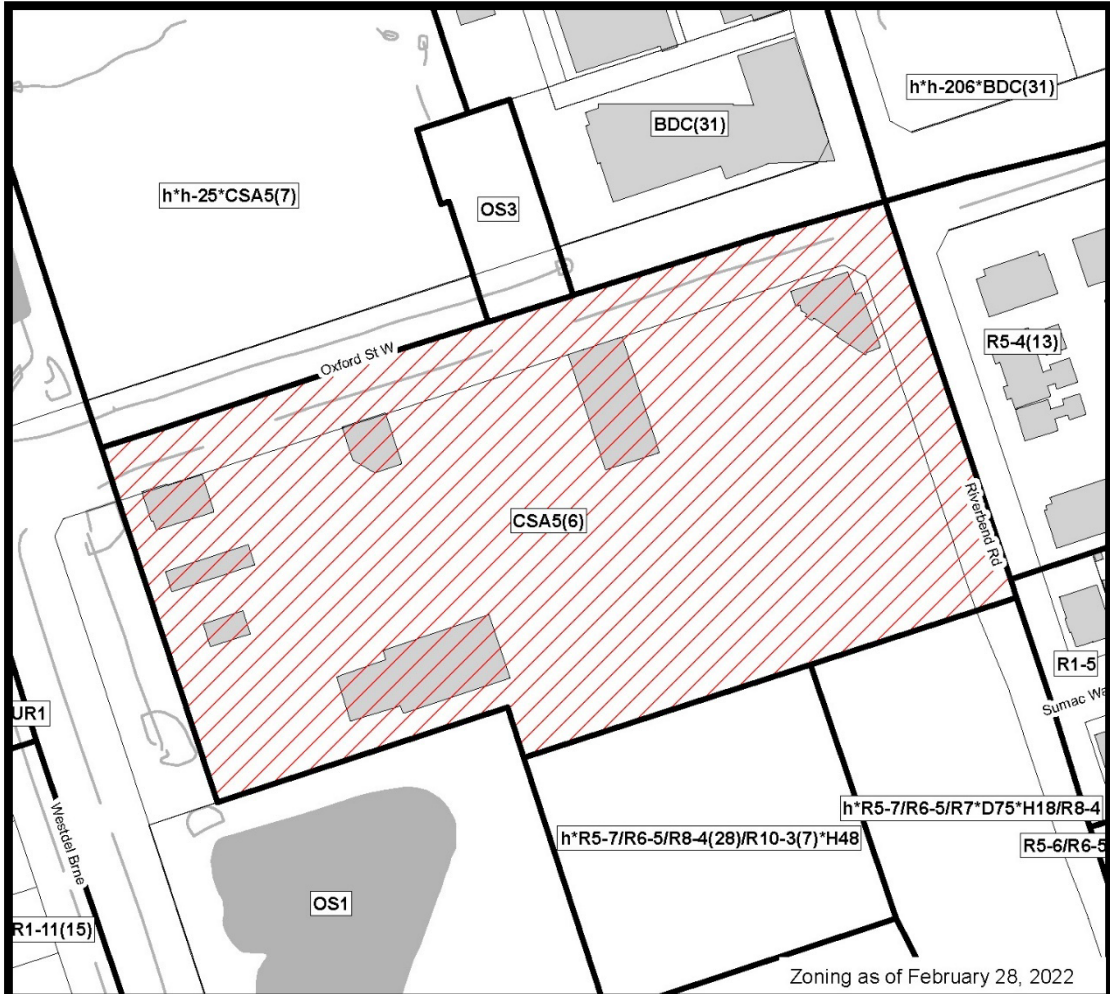 h*h-206*BDC(31)
BDC(31)
h*h-25*CSA5(7)
OS3
Oxford St W
R5-4(13)
CSA5(6)
Riverbend Rd
R1-5
UR1
Sumac Wa
h*R5-7/R6-5/R7*D75*H18/R8-4
Westdel Brne
h*R5-7/R6-5/R8-4(28)/R10-3(7)*H48
R5-6/R6-5
OS1
R1-11(15)
Zoning as of February 28, 2022